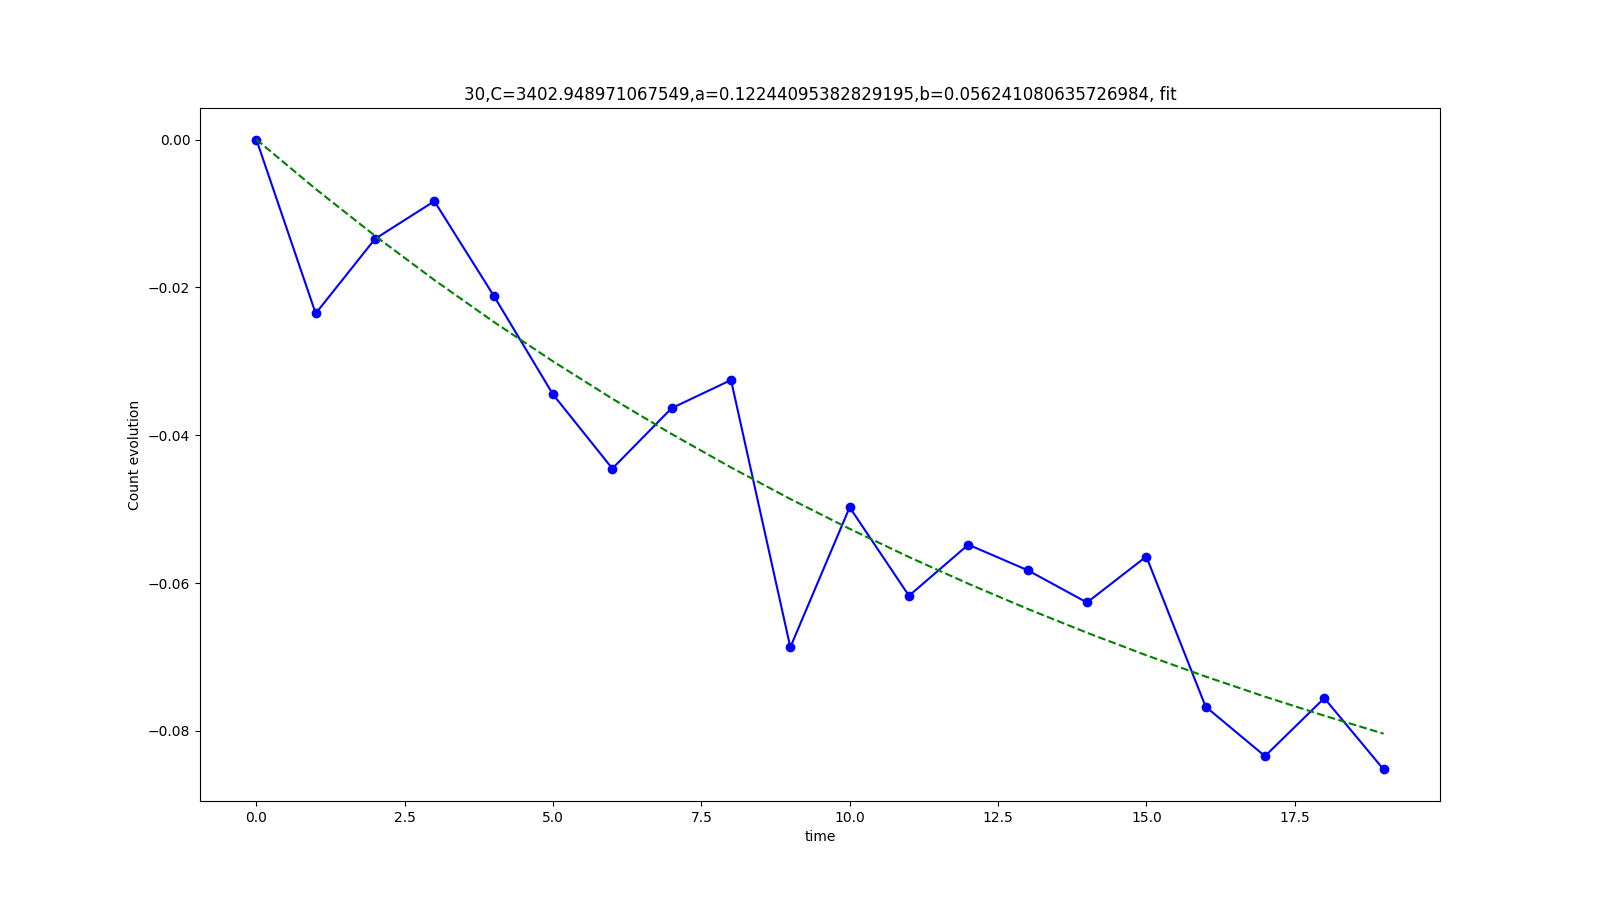 30,C=3402.948971067549,a=0.12244095382829195,b=0.056241080635726984, fit
0.00
−0.02
−0.04
−0.06
−0.08
Count evolution
0.0 2.5 5.0 7.5 10.0 12.5 15.0 17.5
time